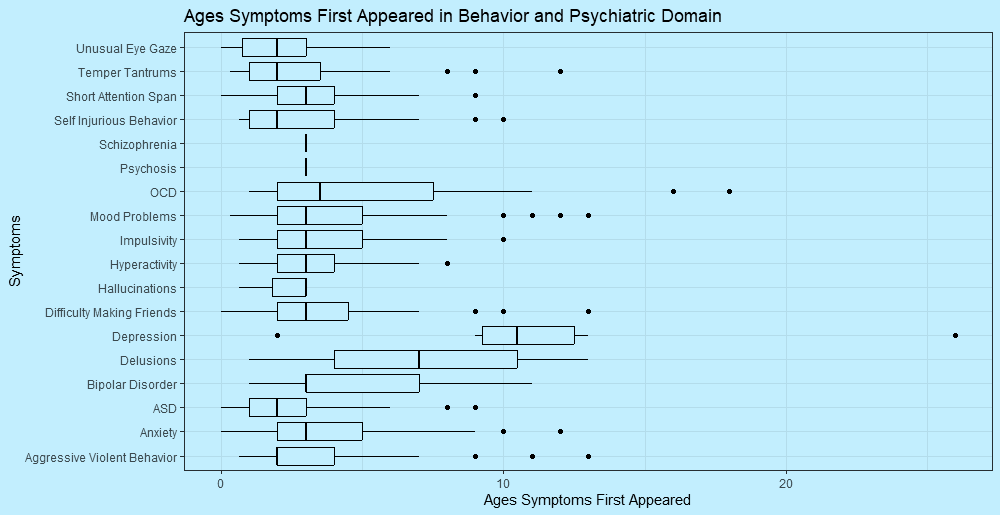 Ages Symptoms First Appeared in Behavior and Psychiatric Domain
Symptoms
Unusual Eye Gaze
Temper Tantrums
Short Attention Span
Self Injurious Behavior
Schizophrenia
Psychosis
OCD
Mood Problems
Impulsivity
Hyperactivity
Hallucinations
Difficulty Making Friends
Depression
Delusions
Bipolar Disorder
ASD
Anxiety
Aggressive Violent Behavior
0 10 20
Ages Symptoms First Appeared